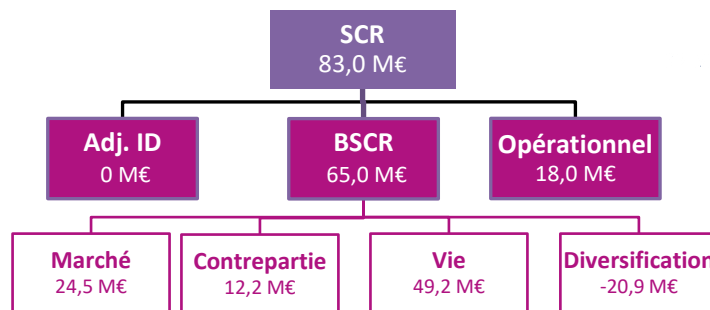 SCR
83,0 M€
Adj. ID
0 M€
BSCR
65,0 M€
Opérationnel
18,0 M€
Marché
24,5 M€
Contrepartie
12,2 M€
Vie
49,2 M€
Diversification
-20,9 M€